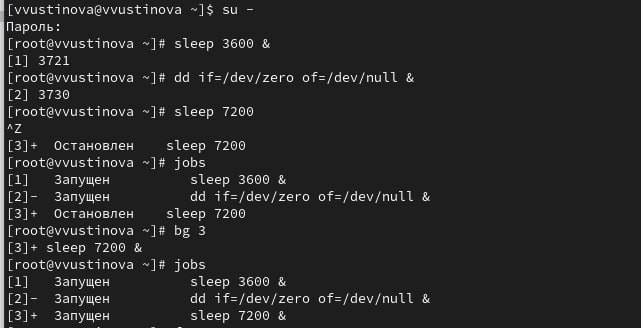 [vvustinova@vvustinova ~]$ su -
Пароль:
[root@vvustinova ~]# sleep 3600 &
[1] 3721
[root@vvustinova ~]# dd if=/dev/zero of=/dev/null &
[2] 3730
[root@vvustinova ~]# sleep 7200
^Z
[3]+  Остановлен    sleep 7200
[root@vvustinova ~]# jobs
[1]   Запущен          sleep 3600 &
[2]-  Запущен          dd if=/dev/zero of=/dev/null &
[3]+  Остановлен    sleep 7200
[root@vvustinova ~]# bg 3
[3]+ sleep 7200 &
[root@vvustinova ~]# jobs
[1]   Запущен          sleep 3600 &
[2]-  Запущен          dd if=/dev/zero of=/dev/null &
[3]+  Запущен          sleep 7200 &